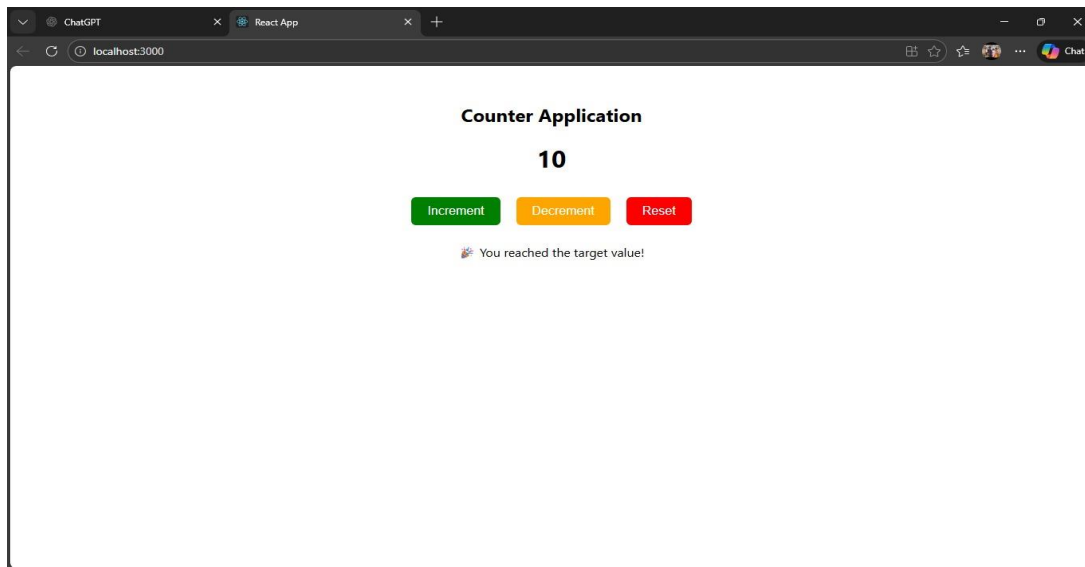 ChatGPT
React App
localhost:3000
Chat
Counter Application
10
Increment Decrement Reset
🎉 You reached the target value!